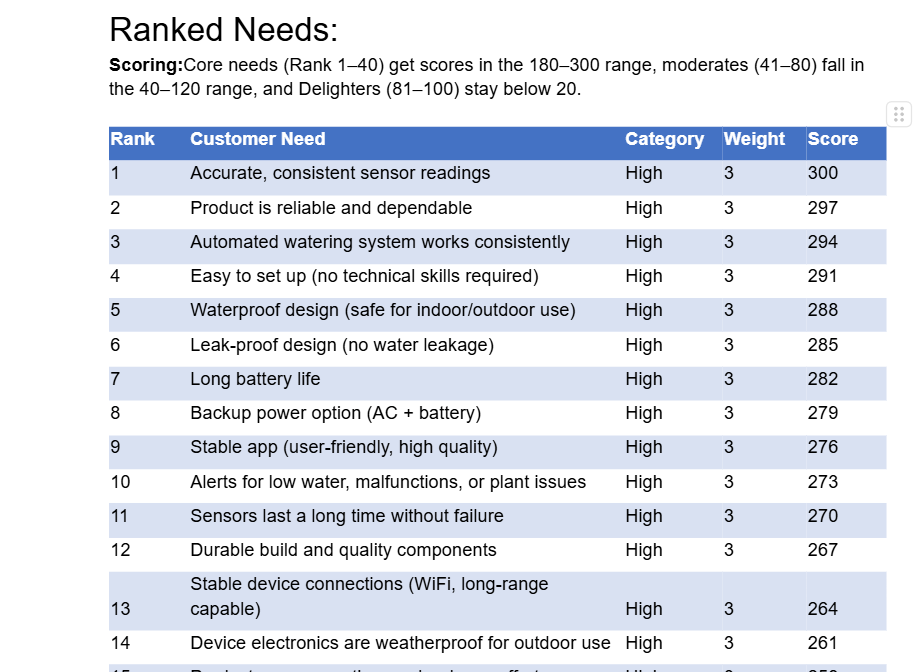 Ranked Needs:
Scoring:Core needs (Rank 1–40) get scores in the 180–300 range, moderates (41–80) fall in
the 40–120 range, and Delighters (81–100) stay below 20.
Rank Customer Need Category Weight Score
1 Accurate, consistent sensor readings High 3 300
2 Product is reliable and dependable High 3 297
3 Automated watering system works consistently High 3 294
4 Easy to set up (no technical skills required) High 3 291
5 Waterproof design (safe for indoor/outdoor use) High 3 288
6 Leak-proof design (no water leakage) High 3 285
7 Long battery life High 3 282
8 Backup power option (AC + battery) High 3 279
9 Stable app (user-friendly, high quality) High 3 276
10 Alerts for low water, malfunctions, or plant issues High 3 273
11 Sensors last a long time without failure High 3 270
12 Durable build and quality components High 3 267
Stable device connections (WiFi, long-range
13 capable) High 3 264
14 Device electronics are weatherproof for outdoor use High 3 261